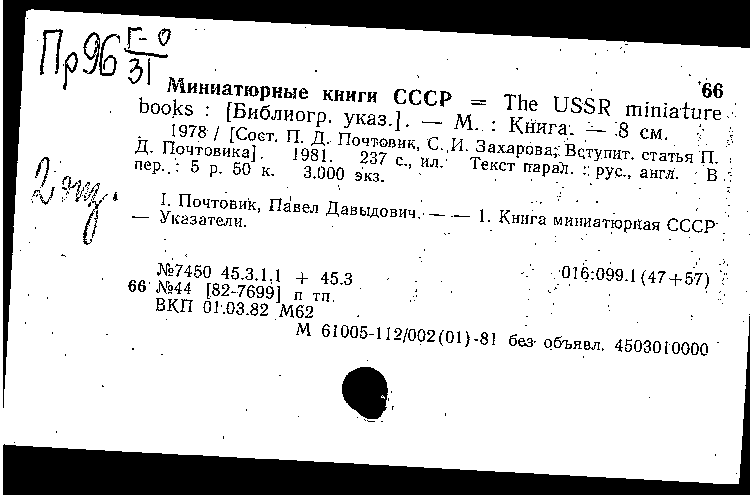 Пр96 Г-0
31
66
Миниатюрные книги СССР = The USSR miniature
books : [Библиогр. указ.]. — М. : Книга. — 8 см.
1978 / [Сост. П. Д. Почтовик, С. И. Захарова; Вступит. статья П.
Д. Почтовика]. 1981. 237 с., ил. Текст парал. : рус., англ. В
пер. : 5 р. 50 к. 3.000 экз.
2 экз.
I. Почтовик, Павел Давыдович. — — 1. Книга миниатюрная СССР
— Указатели.
№7450 45.3.1,1 + 45.3 016:099.1(47+57)
66 №44 [82-7699] п тп.
ВКП 01.03.82 М62
М 61005-112/002(01)-81 без объявл. 4503010000